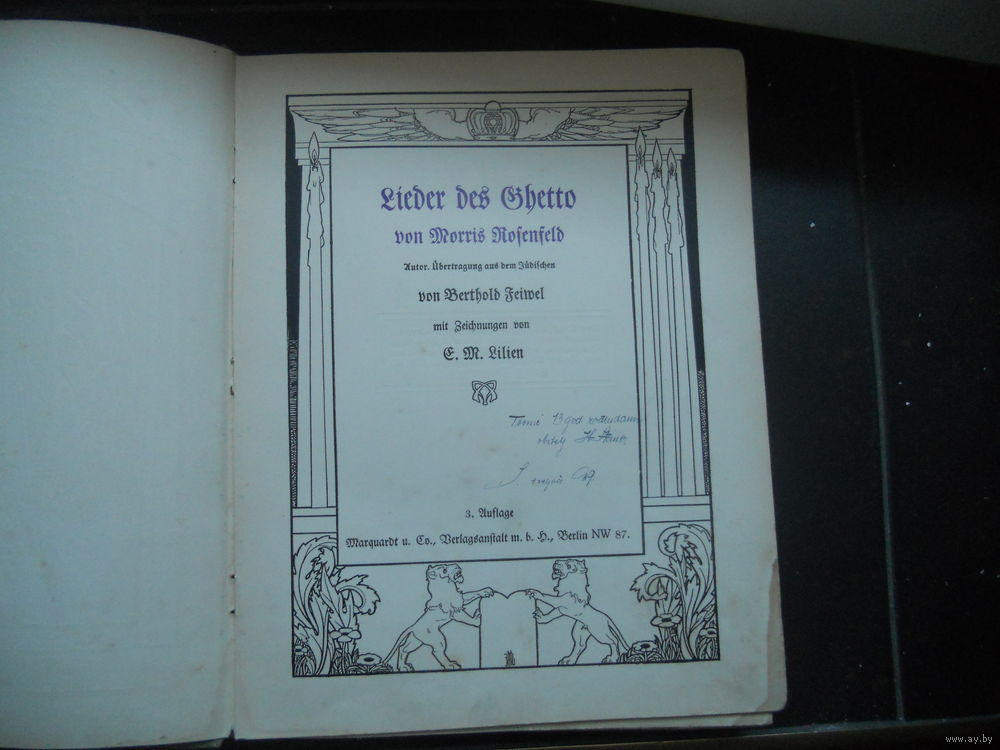 Lieder des Ghetto
von Morris Rosenfeld
Autor. Übertragung aus dem Jüdischen
von Berthold Feiwel
mit Zeichnungen von
E. M. Lilien
3. Auflage
Marquardt u. Co., Verlagsanstalt m. b. H., Berlin NW 87.
www.ay.by